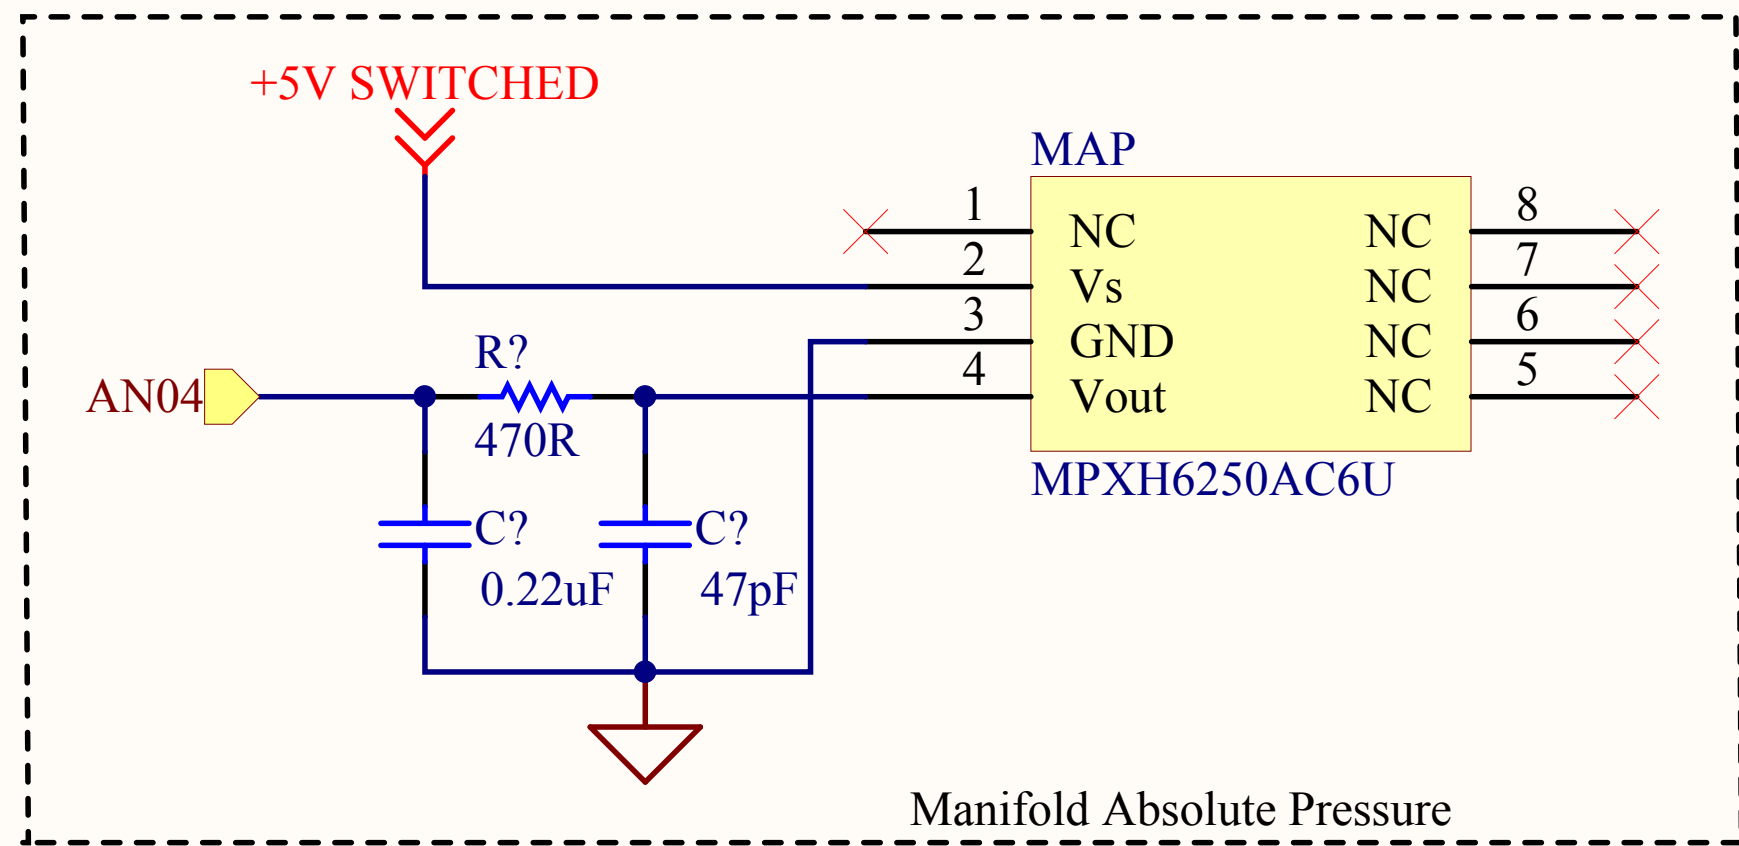 +5V SWITCHED
MAP
1 NC NC 8
2 Vs NC 7
3 GND NC 6
4 Vout NC 5
MPXH6250AC6U
AN04
R?
470R
C?
0.22uF
C?
47pF
Manifold Absolute Pressure